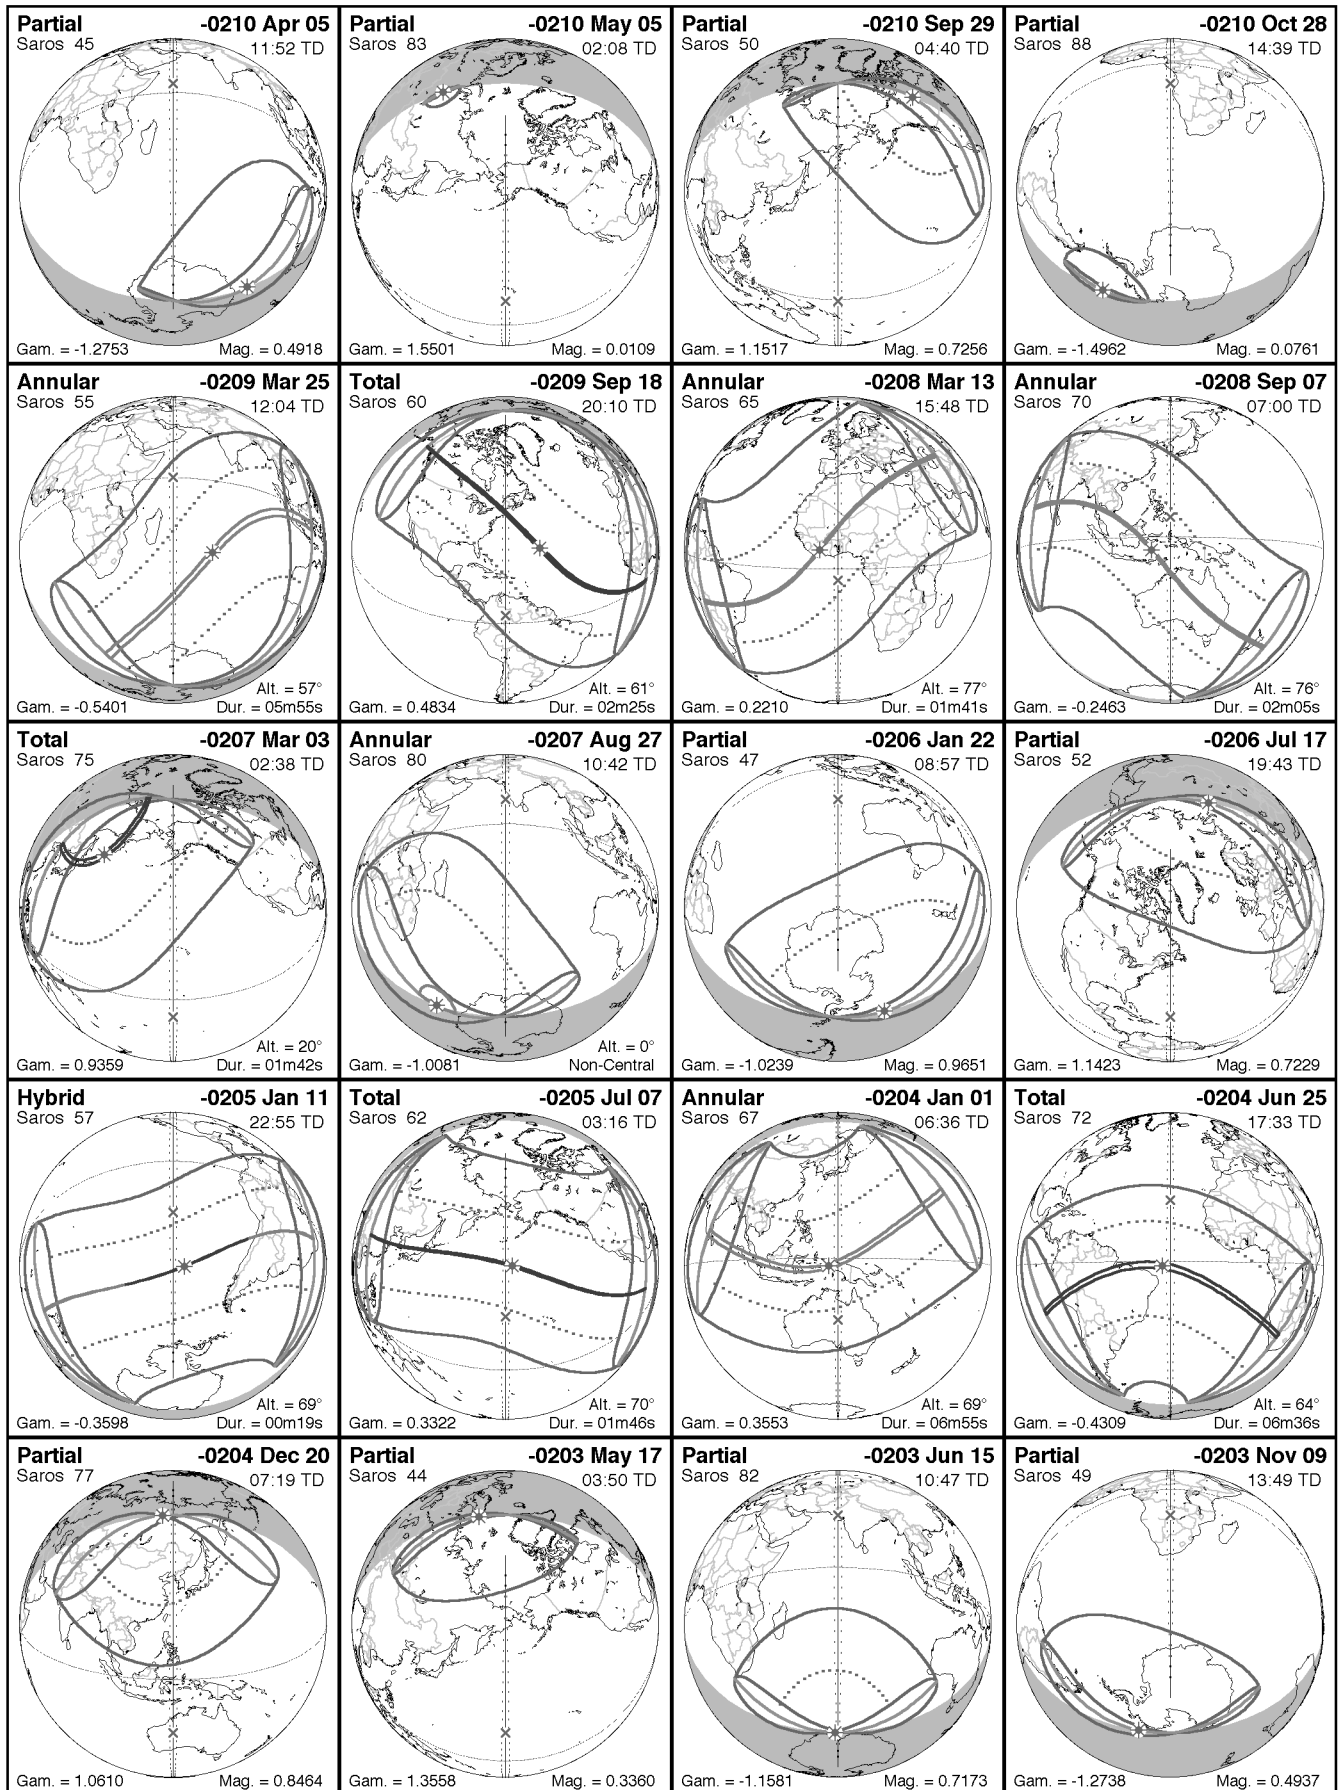 Partial -0210 Apr 05
Saros 45 11:52 TD
Gam. = -1.2753 Mag. = 0.4918
Partial -0210 May 05
Saros 83 02:08 TD
Gam. = 1.5501 Mag. = 0.0109
Partial -0210 Sep 29
Saros 50 04:40 TD
Gam. = 1.1517 Mag. = 0.7256
Partial -0210 Oct 28
Saros 88 14:39 TD
Gam. = -1.4962 Mag. = 0.0761
Annular -0209 Mar 25
Saros 55 12:04 TD
Alt. = 57°
Gam. = -0.5401 Dur. = 05m55s
Total -0209 Sep 18
Saros 60 20:10 TD
Alt. = 61°
Gam. = 0.4834 Dur. = 02m25s
Annular -0208 Mar 13
Saros 65 15:48 TD
Alt. = 77°
Gam. = 0.2210 Dur. = 01m41s
Annular -0208 Sep 07
Saros 70 07:00 TD
Alt. = 76°
Gam. = -0.2463 Dur. = 02m05s
Total -0207 Mar 03
Saros 75 02:38 TD
Alt. = 20°
Gam. = 0.9359 Dur. = 01m42s
Annular -0207 Aug 27
Saros 80 10:42 TD
Alt. = 0°
Gam. = -1.0081 Non-Central
Partial -0206 Jan 22
Saros 47 08:57 TD
Gam. = -1.0239 Mag. = 0.9651
Partial -0206 Jul 17
Saros 52 19:43 TD
Gam. = 1.1423 Mag. = 0.7229
Hybrid -0205 Jan 11
Saros 57 22:55 TD
Alt. = 69°
Gam. = -0.3598 Dur. = 00m19s
Total -0205 Jul 07
Saros 62 03:16 TD
Alt. = 70°
Gam. = 0.3322 Dur. = 01m46s
Annular -0204 Jan 01
Saros 67 06:36 TD
Alt. = 69°
Gam. = 0.3553 Dur. = 06m55s
Total -0204 Jun 25
Saros 72 17:33 TD
Alt. = 64°
Gam. = -0.4309 Dur. = 06m36s
Partial -0204 Dec 20
Saros 77 07:19 TD
Gam. = 1.0610 Mag. = 0.8464
Partial -0203 May 17
Saros 44 03:50 TD
Gam. = 1.3558 Mag. = 0.3360
Partial -0203 Jun 15
Saros 82 10:47 TD
Gam. = -1.1581 Mag. = 0.7173
Partial -0203 Nov 09
Saros 49 13:49 TD
Gam. = -1.2738 Mag. = 0.4937